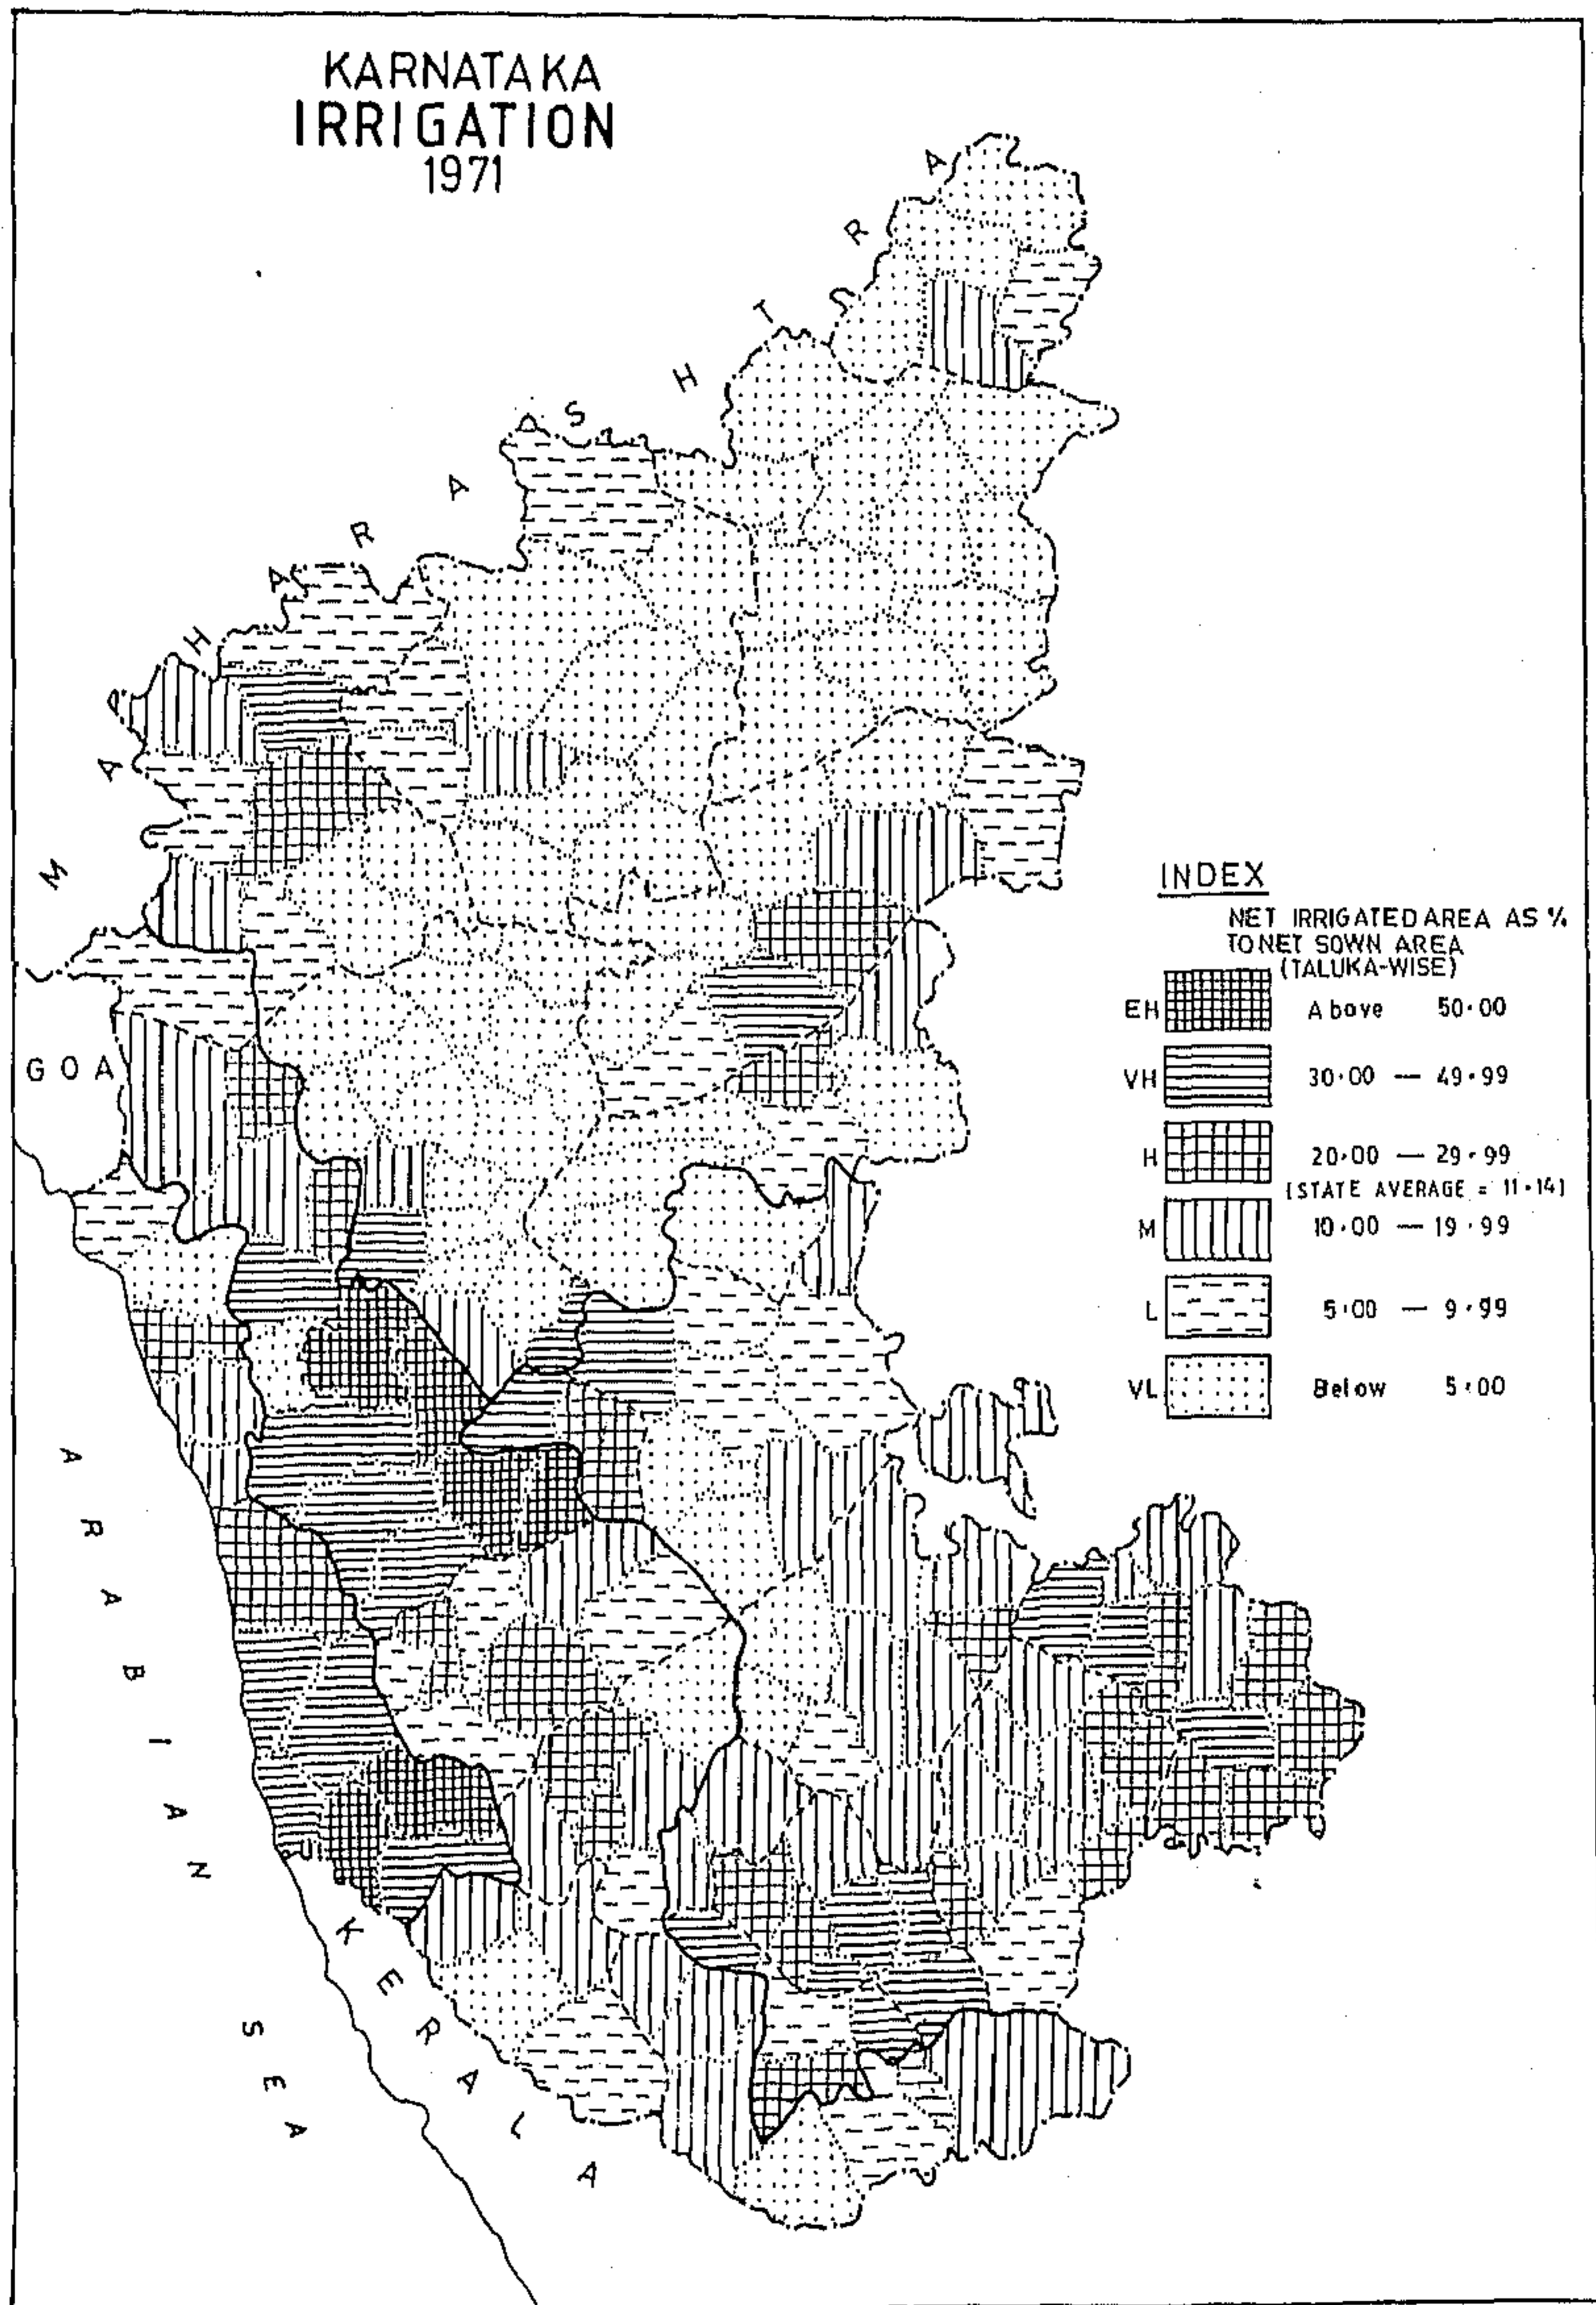 KARNATAKA
IRRIGATION
1971
MAHARASHTRA
GOA
ARABIAN SEA
KERALA
INDEX
NET IRRIGATED AREA AS %
TO NET SOWN AREA
(TALUKA-WISE)
EH Above 50.00
VH 30.00 — 49.99
H 20.00 — 29.99
[STATE AVERAGE = 11.14]
M 10.00 — 19.99
L 5.00 — 9.99
VL Below 5.00